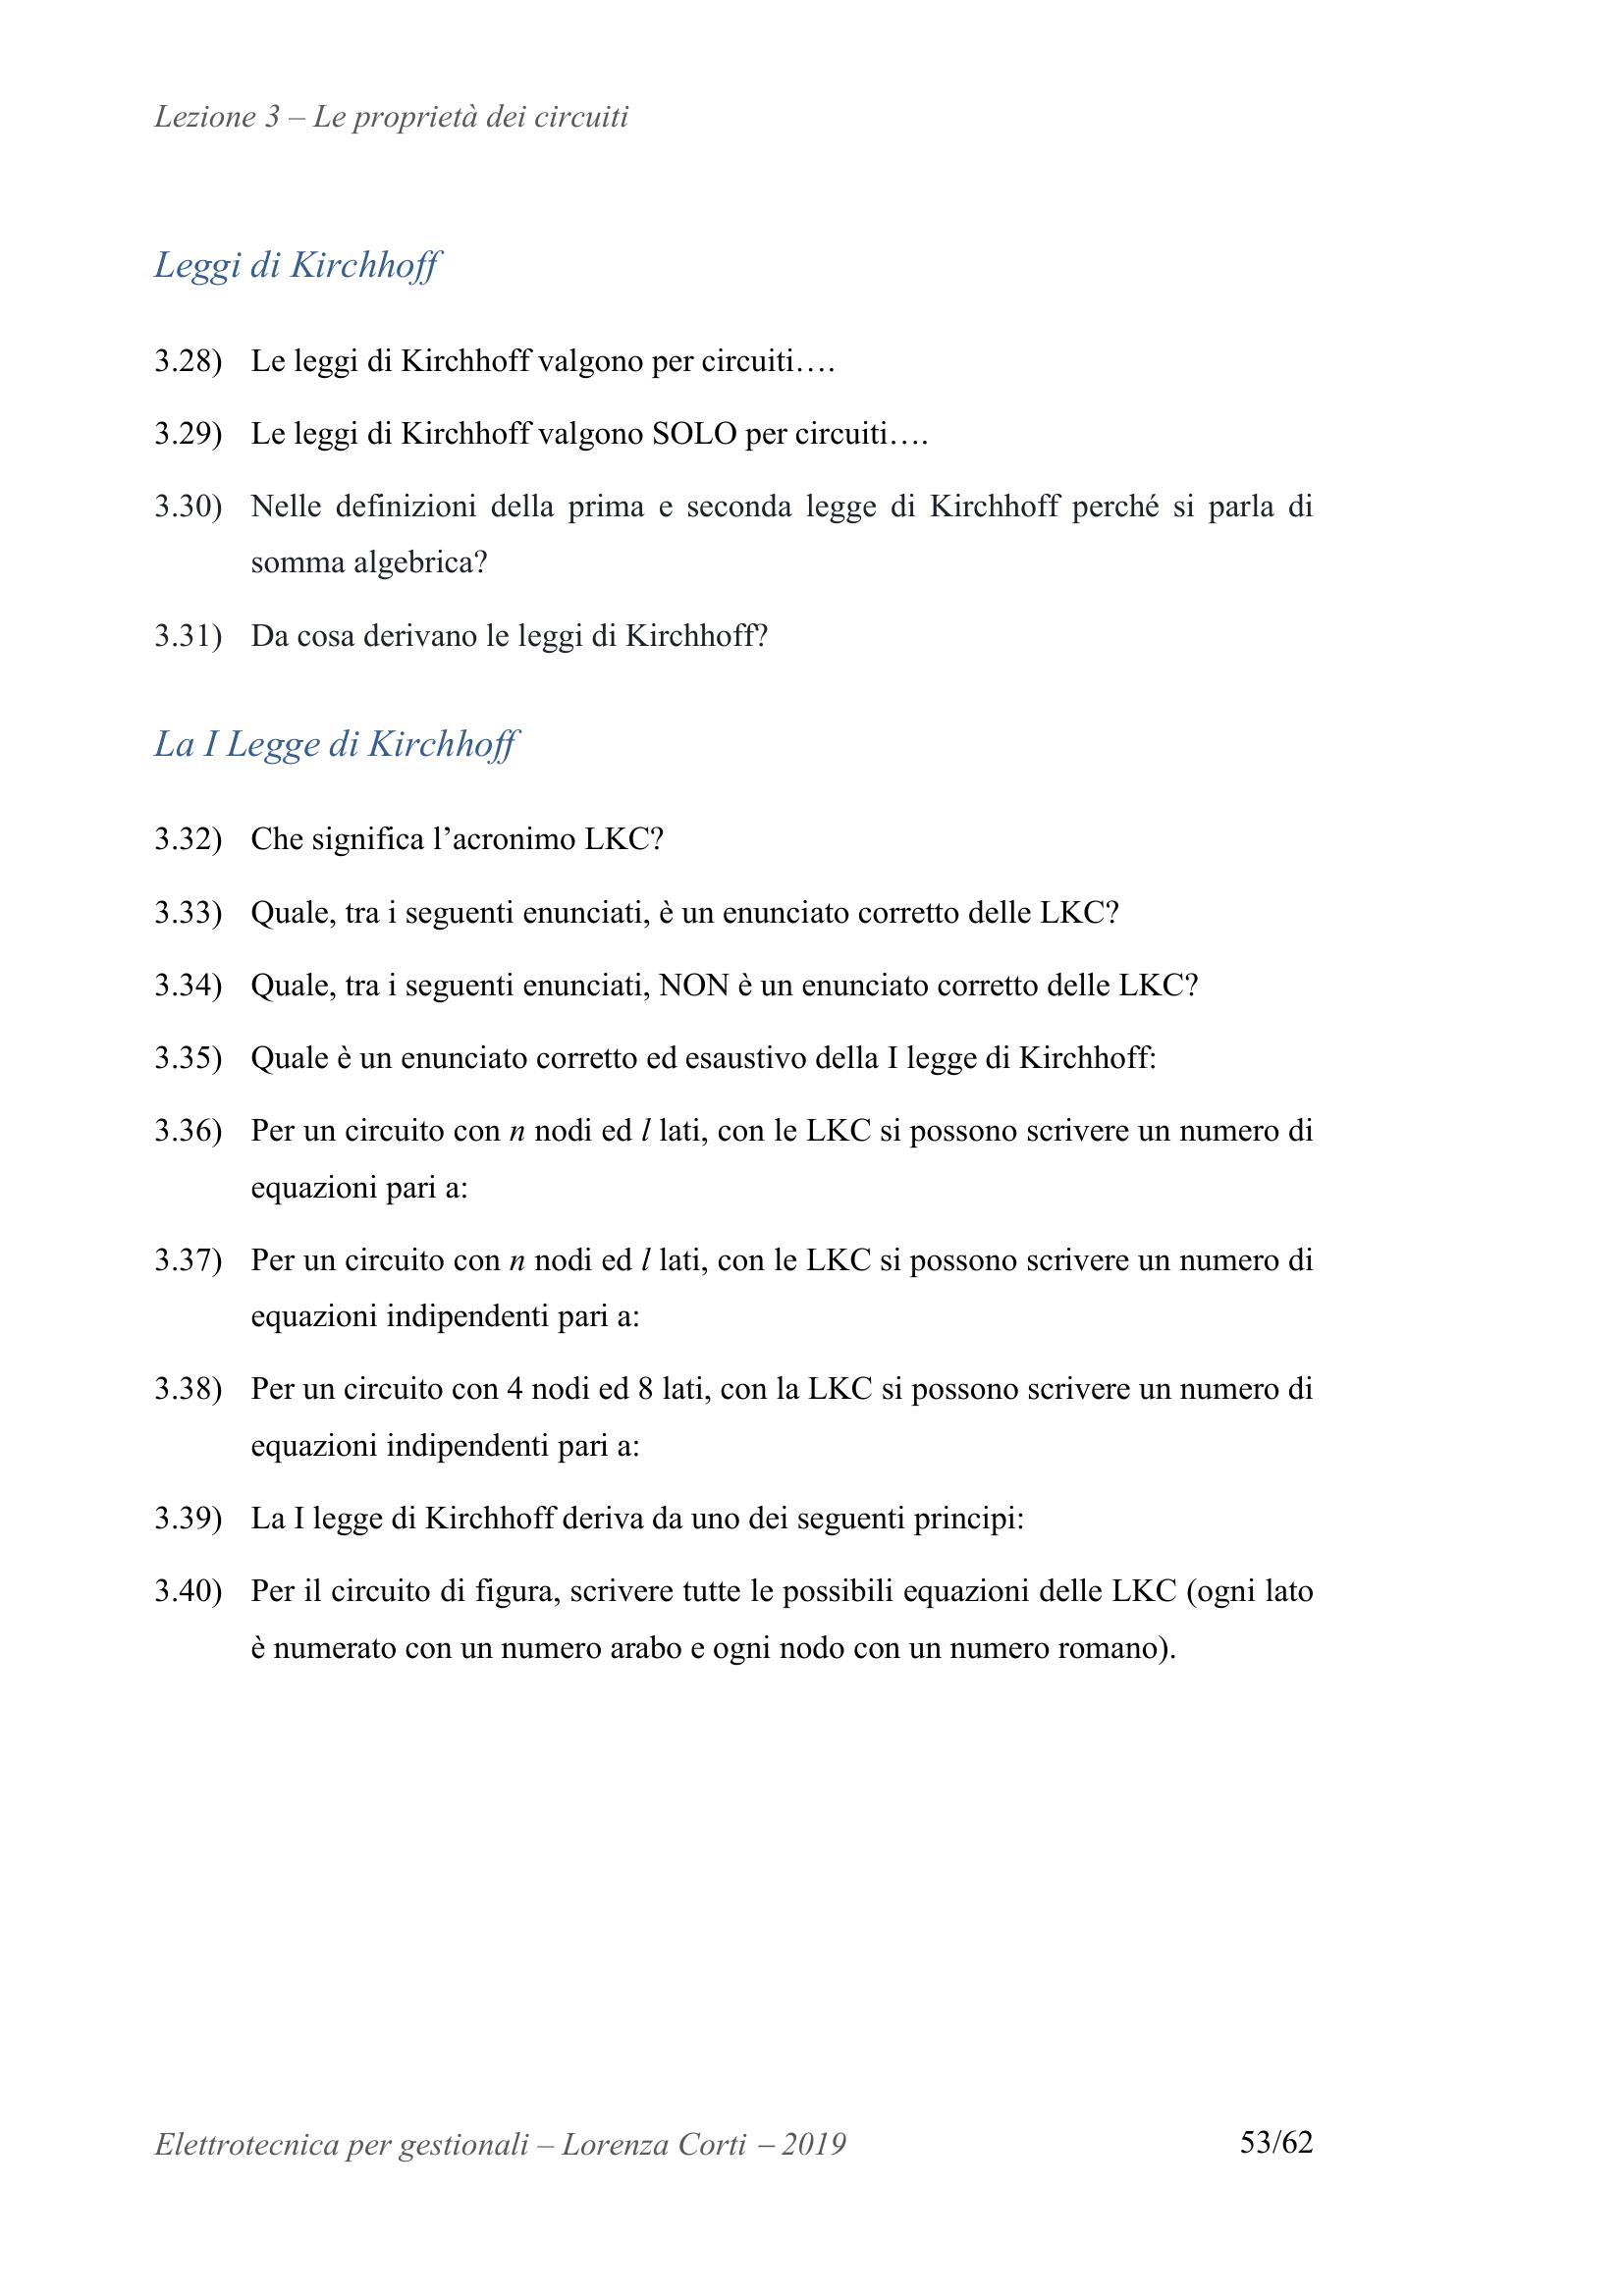 Lezione 3 – Le proprietà dei circuiti
Leggi di Kirchhoff
3.28) Le leggi di Kirchhoff valgono per circuiti….
3.29) Le leggi di Kirchhoff valgono SOLO per circuiti….
3.30) Nelle definizioni della prima e seconda legge di Kirchhoff perché si parla di
somma algebrica?
3.31) Da cosa derivano le leggi di Kirchhoff?
La I Legge di Kirchhoff
3.32) Che significa l’acronimo LKC?
3.33) Quale, tra i seguenti enunciati, è un enunciato corretto delle LKC?
3.34) Quale, tra i seguenti enunciati, NON è un enunciato corretto delle LKC?
3.35) Quale è un enunciato corretto ed esaustivo della I legge di Kirchhoff:
3.36) Per un circuito con n nodi ed l lati, con le LKC si possono scrivere un numero di
equazioni pari a:
3.37) Per un circuito con n nodi ed l lati, con le LKC si possono scrivere un numero di
equazioni indipendenti pari a:
3.38) Per un circuito con 4 nodi ed 8 lati, con la LKC si possono scrivere un numero di
equazioni indipendenti pari a:
3.39) La I legge di Kirchhoff deriva da uno dei seguenti principi:
3.40) Per il circuito di figura, scrivere tutte le possibili equazioni delle LKC (ogni lato
è numerato con un numero arabo e ogni nodo con un numero romano).
Elettrotecnica per gestionali – Lorenza Corti – 2019 53/62